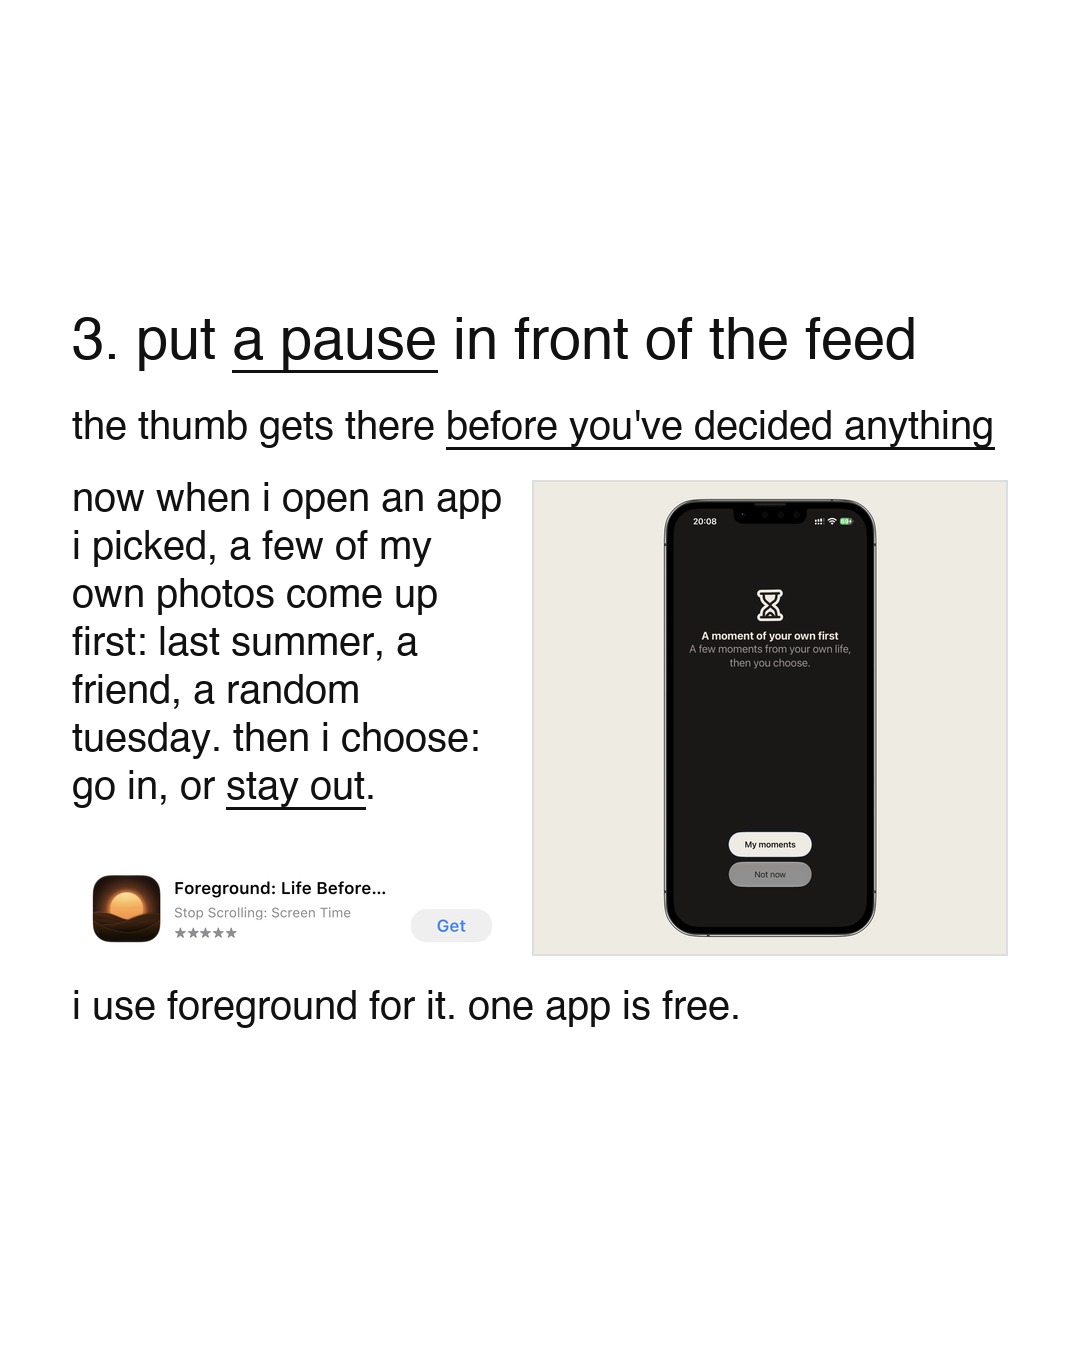 3. put a pause in front of the feed
the thumb gets there before you've decided anything
now when i open an app
i picked, a few of my
own photos come up
first: last summer, a
friend, a random
tuesday. then i choose:
go in, or stay out.
Foreground: Life Before...
Stop Scrolling: Screen Time
★★★★★
Get
20:08
69
A moment of your own first
A few moments from your own life,
then you choose.
My moments
Not now
i use foreground for it. one app is free.